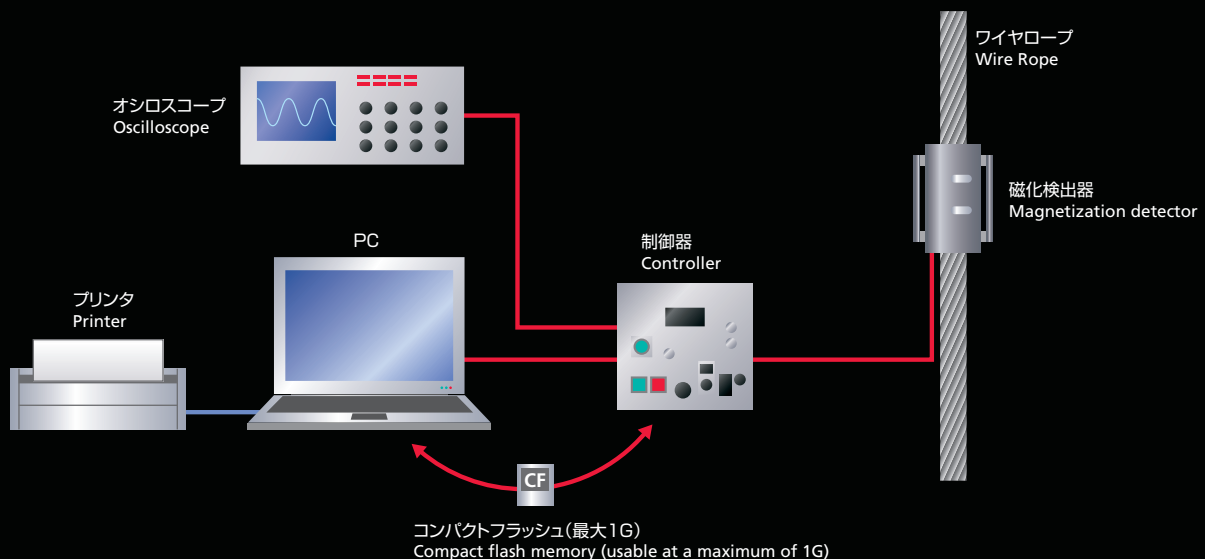 ワイヤロープ
Wire Rope
オシロスコープ
Oscilloscope
磁化検出器
Magnetization detector
PC
制御器
Controller
プリンタ
Printer
CF
コンパクトフラッシュ(最大1G)
Compact flash memory (usable at a maximum of 1G)